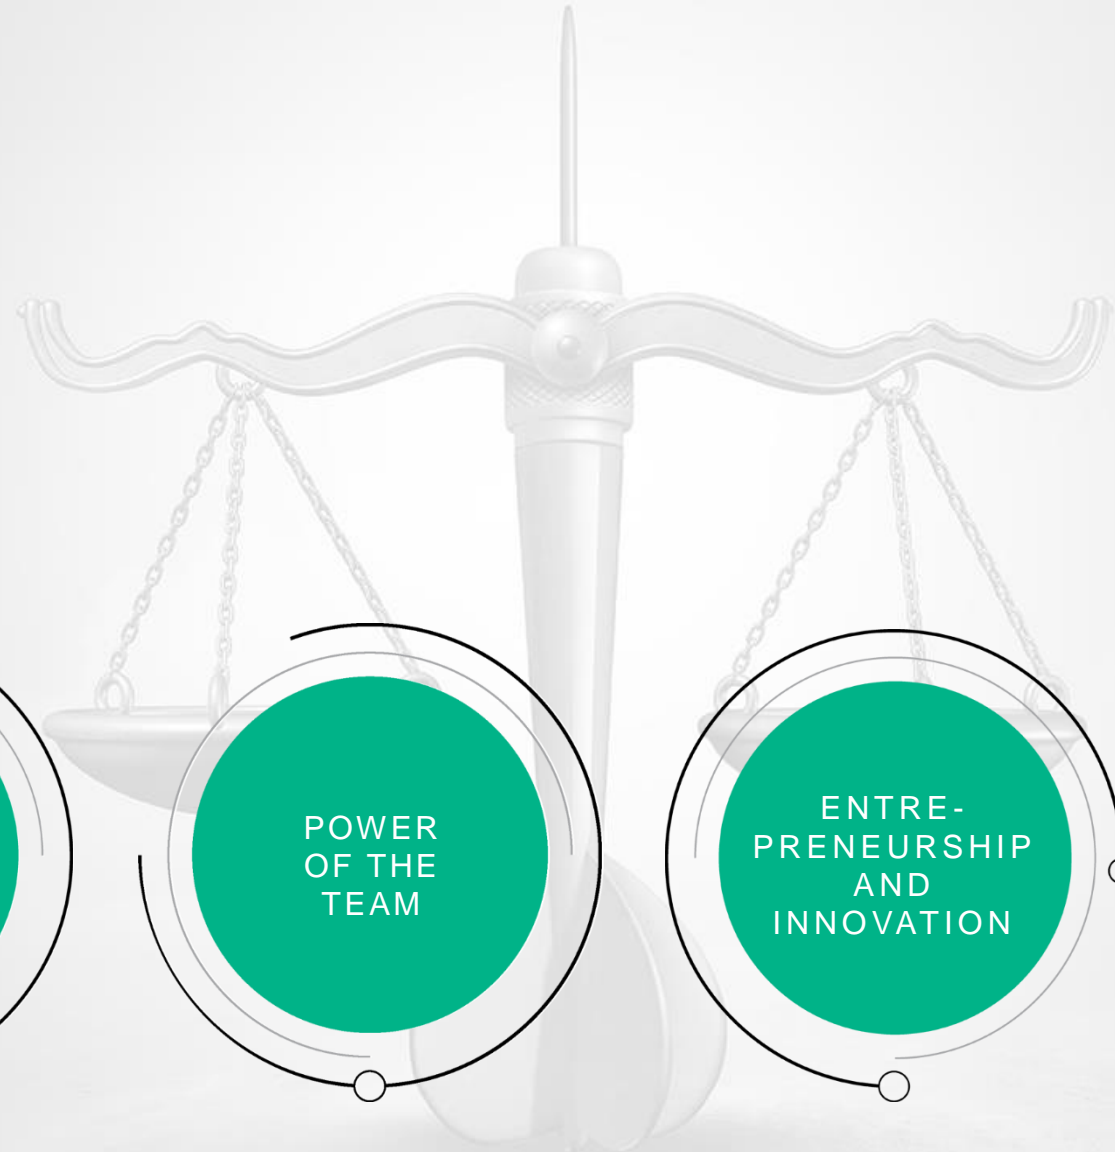 POWER
OF THE
TEAM
ENTRE-
PRENEURSHIP
AND
INNOVATION